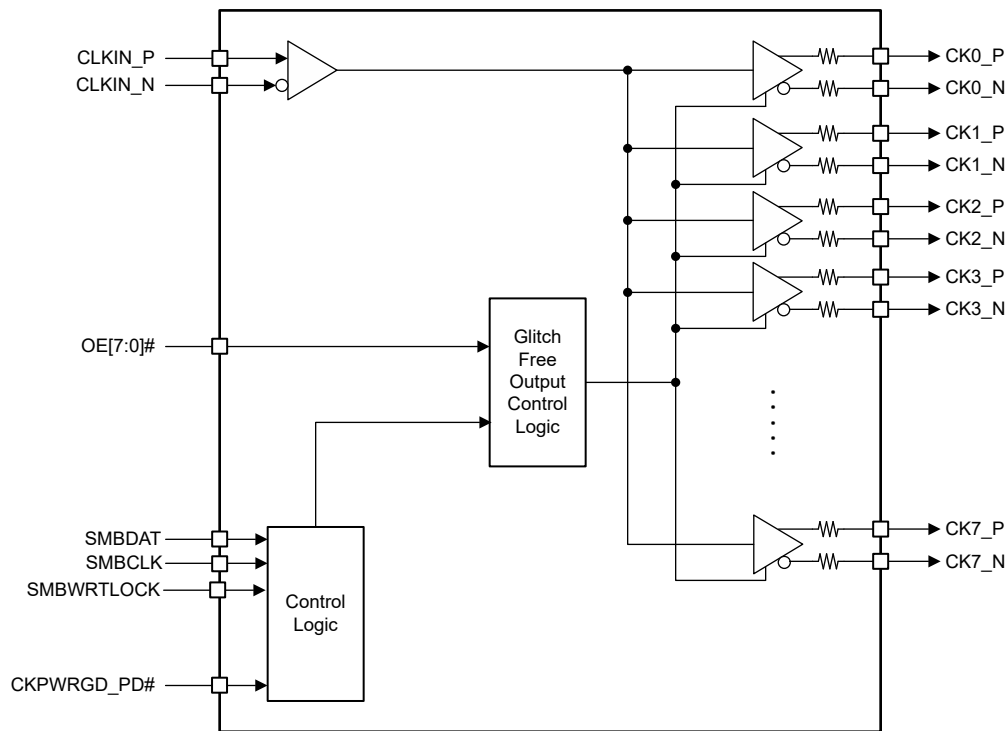 CLKIN_P
CLKIN_N
CK0_P
CK0_N
CK1_P
CK1_N
CK2_P
CK2_N
CK3_P
CK3_N
OE[7:0]#
Glitch
Free
Output
Control
Logic
SMBDAT
SMBCLK
SMBWRTLOCK
CKPWRGD_PD#
Control
Logic
CK7_P
CK7_N